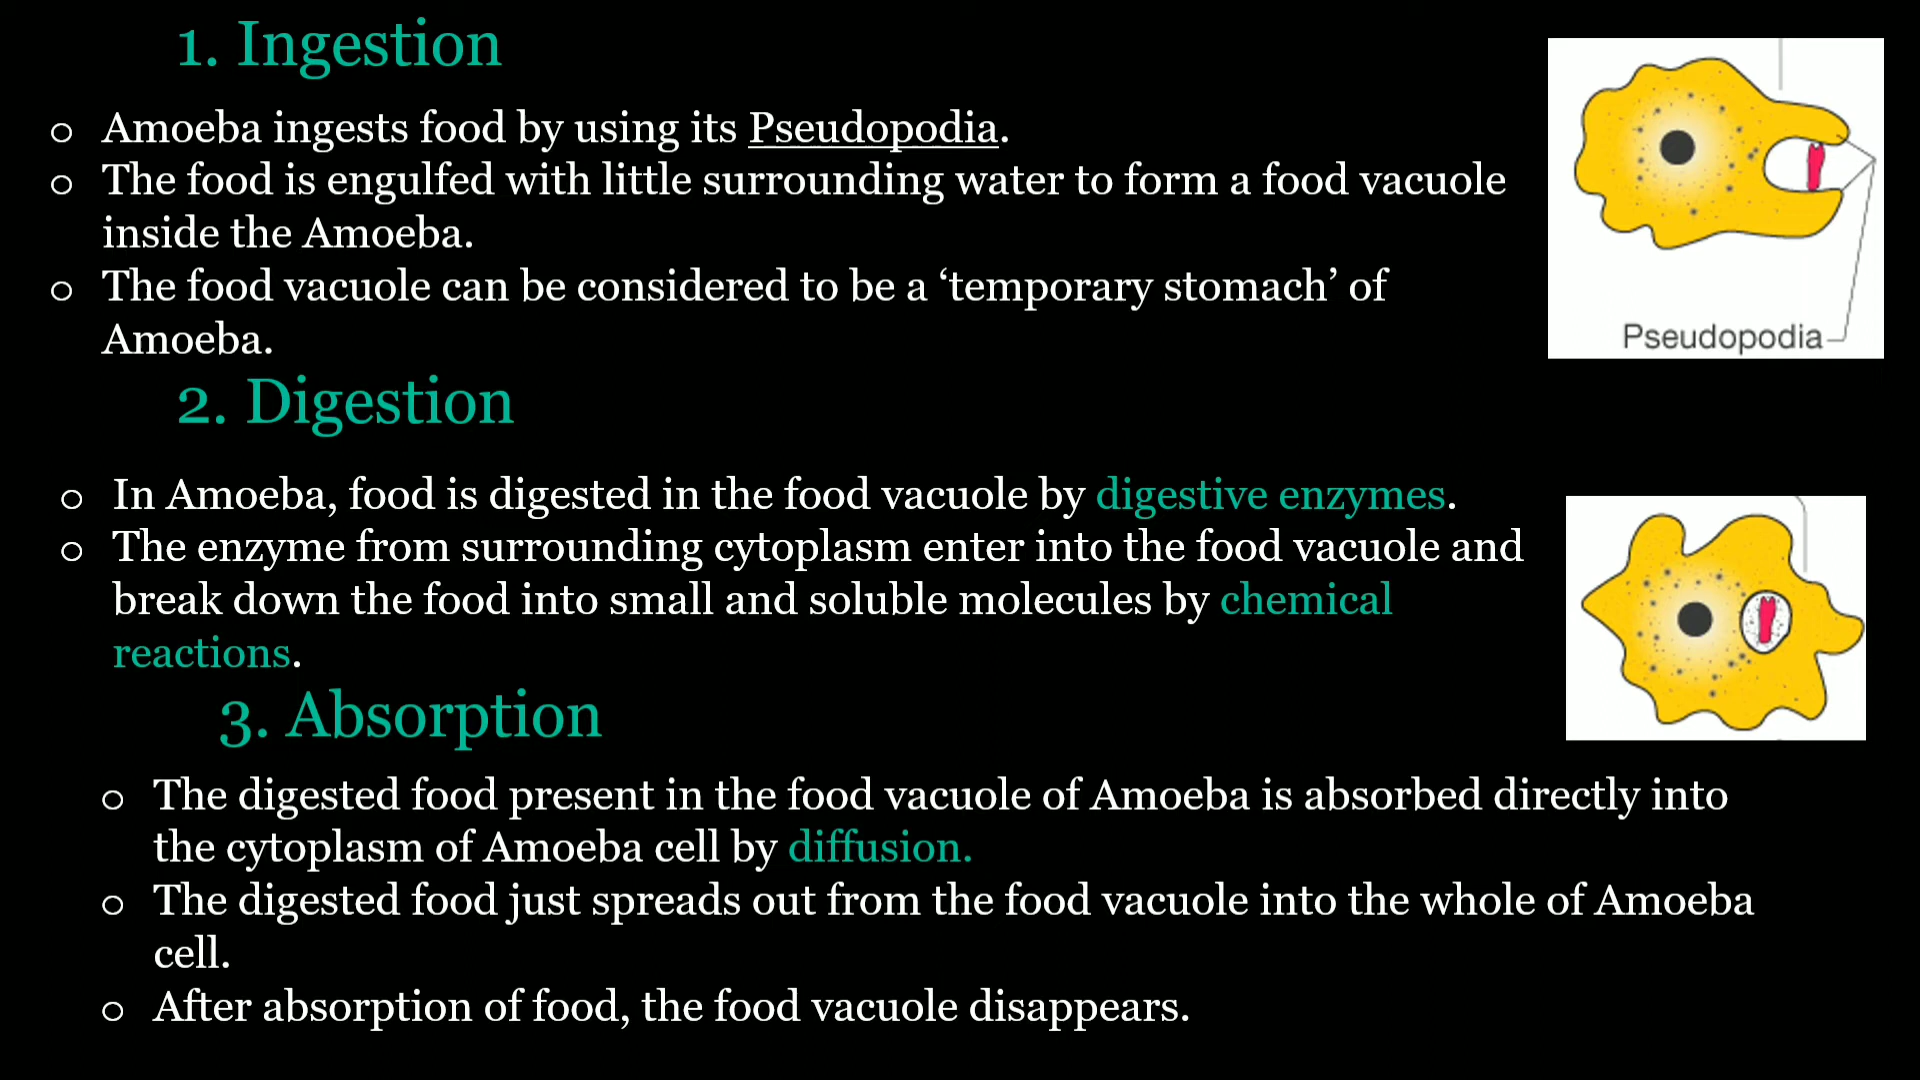 1. Ingestion
o Amoeba ingests food by using its Pseudopodia.
o The food is engulfed with little surrounding water to form a food vacuole
inside the Amoeba.
o The food vacuole can be considered to be a ‘temporary stomach’ of
Amoeba.
Pseudopodia
2. Digestion
o In Amoeba, food is digested in the food vacuole by digestive enzymes.
o The enzyme from surrounding cytoplasm enter into the food vacuole and
break down the food into small and soluble molecules by chemical
reactions.
3. Absorption
o The digested food present in the food vacuole of Amoeba is absorbed directly into
the cytoplasm of Amoeba cell by diffusion.
o The digested food just spreads out from the food vacuole into the whole of Amoeba
cell.
o After absorption of food, the food vacuole disappears.